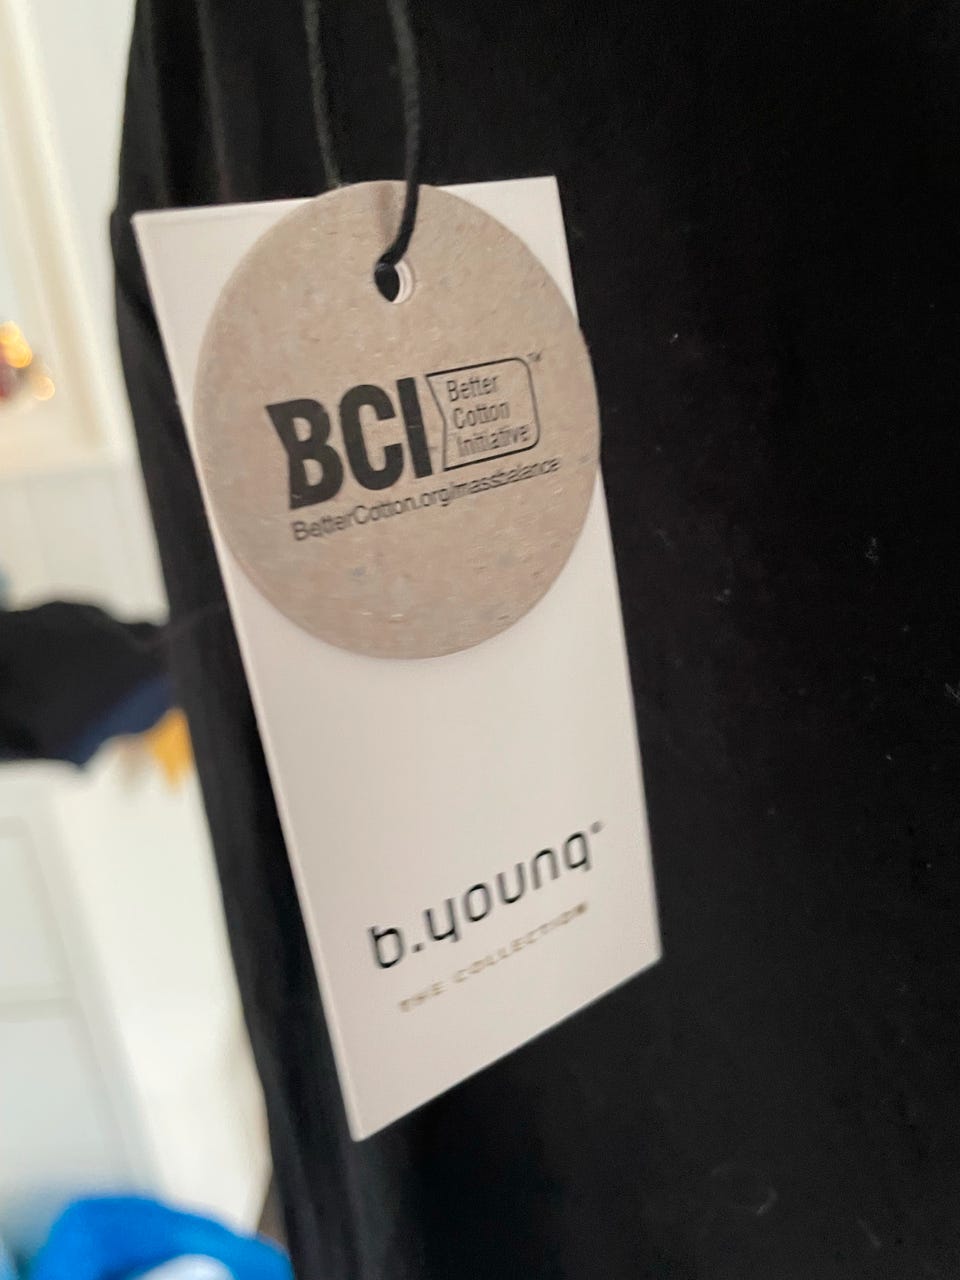 BCI
Better
Cotton
Initiative
TM
BetterCotton.org/massbalance
b.young®
THE COLLECTION